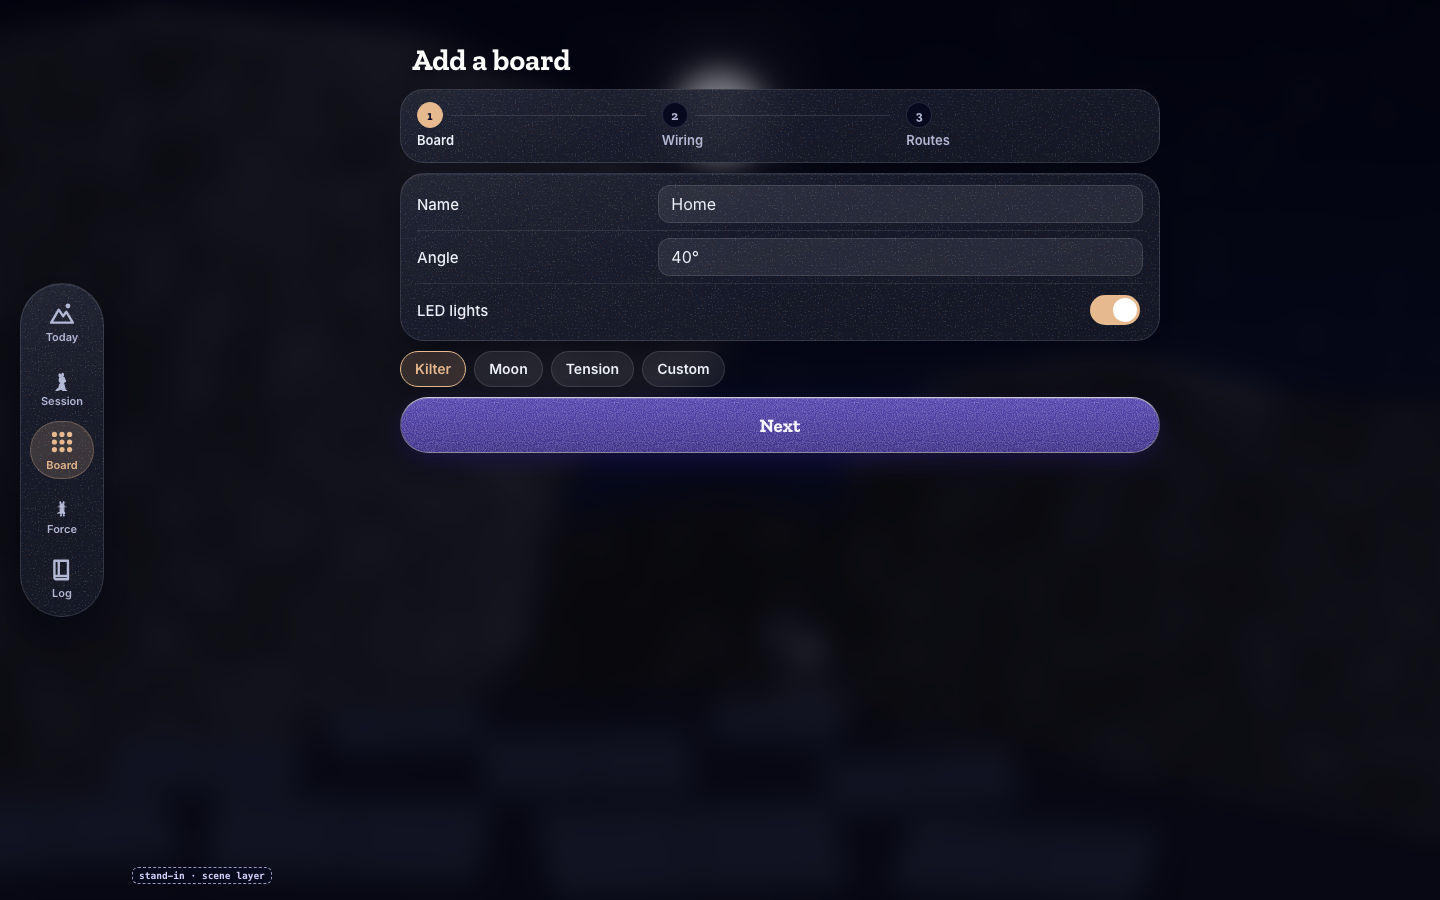 Add a board
1
2
3
Board
Wiring
Routes
Name
Home
Angle
40°
LED lights
Kilter
Moon
Tension
Custom
Next
Today
Session
Board
Force
Log
stand-in · scene layer